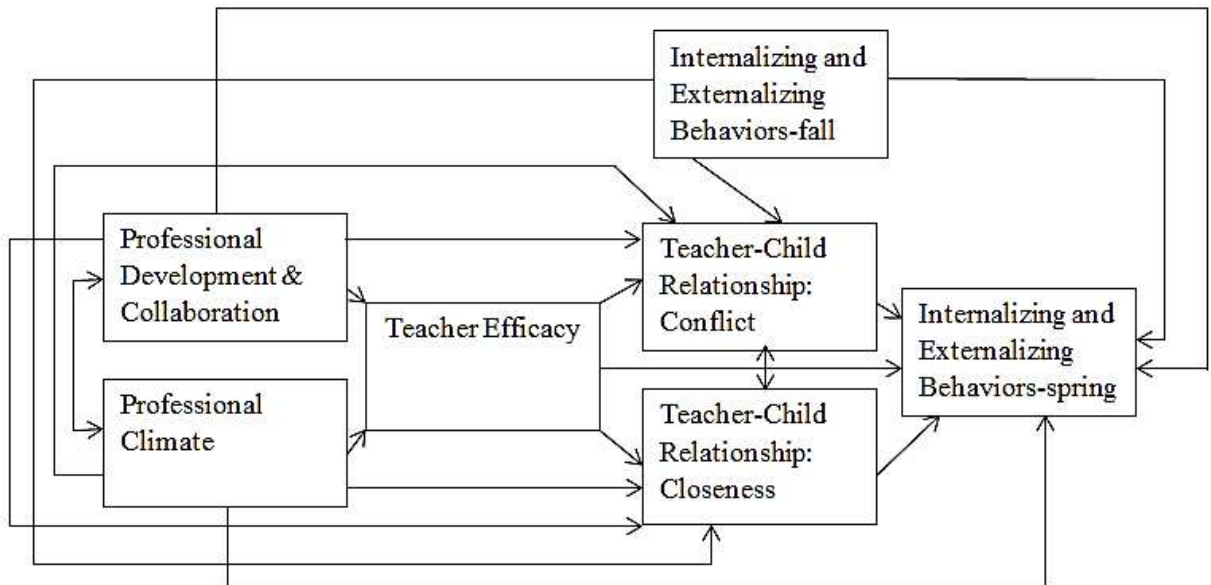 Internalizing and
Externalizing
Behaviors-fall
Professional
Development &
Collaboration
Teacher-Child
Relationship:
Conflict
Teacher Efficacy
Internalizing and
Externalizing
Behaviors-spring
Professional
Climate
Teacher-Child
Relationship:
Closeness